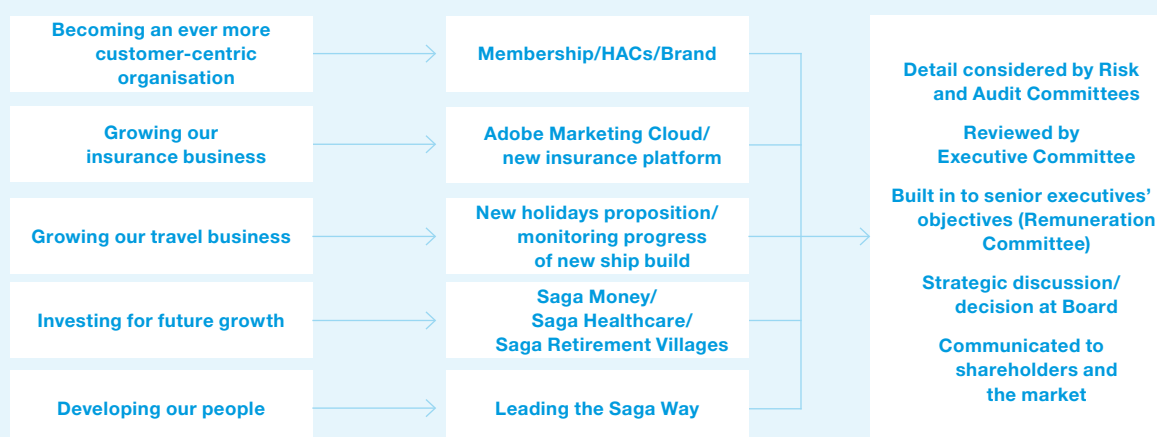 Becoming an ever more
customer-centric
organisation
Membership/HACs/Brand
Growing our
insurance business
Adobe Marketing Cloud/
new insurance platform
Growing our travel business
New holidays proposition/
monitoring progress
of new ship build
Investing for future growth
Saga Money/
Saga Healthcare/
Saga Retirement Villages
Developing our people
Leading the Saga Way
Detail considered by Risk
and Audit Committees
Reviewed by
Executive Committee
Built in to senior executives’
objectives (Remuneration
Committee)
Strategic discussion/
decision at Board
Communicated to
shareholders and
the market